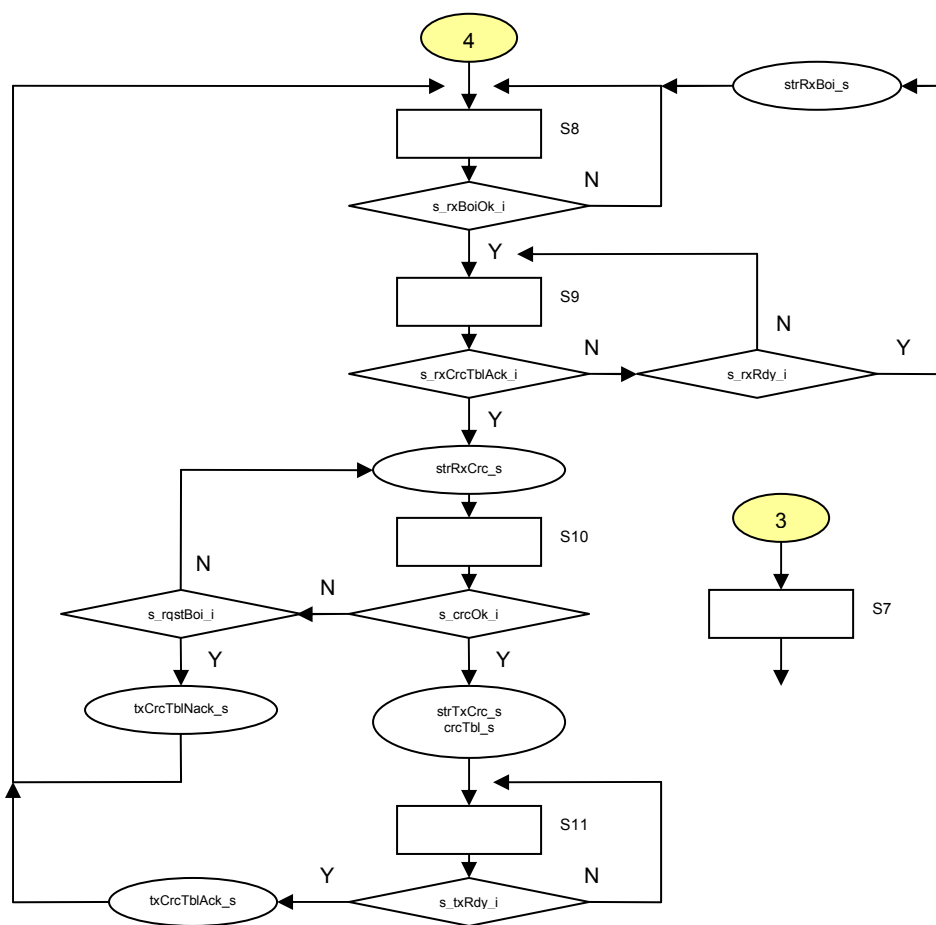 4
strRxBoi_s
S8
N
s_rxBoiOk_i
Y
S9
N
N
Y
s_rxCrcTblAck_i
s_rxRdy_i
Y
strRxCrc_s
3
S10
N
N
s_rqstBoi_i
s_crcOk_i
S7
Y
Y
txCrcTblNack_s
strTxCrc_s
crcTbl_s
S11
Y
N
txCrcTblAck_s
s_txRdy_i